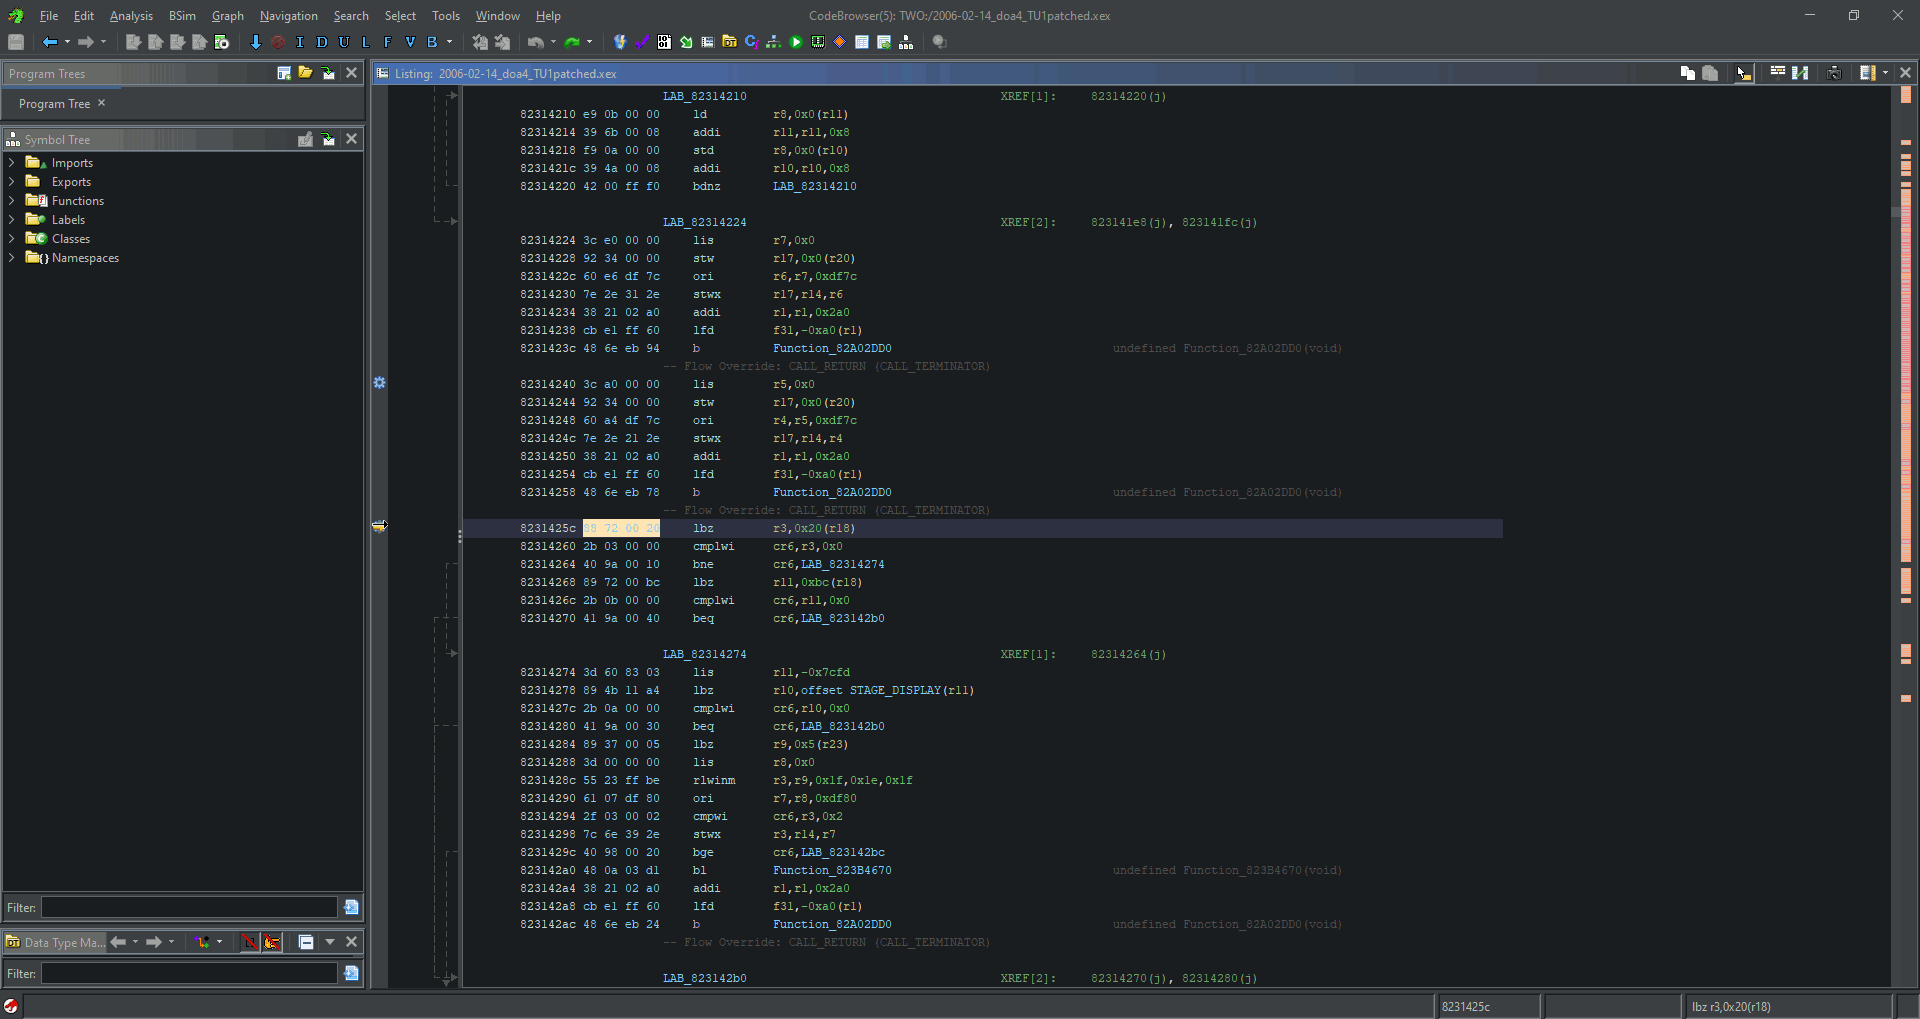 File Edit Analysis BSim Graph Navigation Search Select Tools Window Help
CodeBrowser(5): TWO:/2006-02-14_doa4_TU1patched.xex
I D U L F V B
Program Trees
Program Tree
Symbol Tree
Imports
Exports
Functions
Labels
Classes
Namespaces
Filter:
DT Data Type Ma...
Filter:
Listing: 2006-02-14_doa4_TU1patched.xex
LAB_82314210 XREF[1]: 82314220(j)
82314210 e9 0b 00 00 ld r8,0x0(r11)
82314214 39 6b 00 08 addi r11,r11,0x8
82314218 f9 0a 00 00 std r8,0x0(r10)
8231421c 39 4a 00 08 addi r10,r10,0x8
82314220 42 00 ff f0 bdnz LAB_82314210
LAB_82314224 XREF[2]: 823141e8(j), 823141fc(j)
82314224 3c e0 00 00 lis r7,0x0
82314228 92 34 00 00 stw r17,0x0(r20)
8231422c 60 e6 df 7c ori r6,r7,0xdf7c
82314230 7e 2e 31 2e stwx r17,r14,r6
82314234 38 21 02 a0 addi r1,r1,0x2a0
82314238 cb e1 ff 60 lfd f31,-0xa0(r1)
8231423c 48 6e eb 94 b Function_82A02DD0 undefined Function_82A02DD0(void)
-- Flow Override: CALL_RETURN (CALL_TERMINATOR)
82314240 3c a0 00 00 lis r5,0x0
82314244 92 34 00 00 stw r17,0x0(r20)
82314248 60 a4 df 7c ori r4,r5,0xdf7c
8231424c 7e 2e 21 2e stwx r17,r14,r4
82314250 38 21 02 a0 addi r1,r1,0x2a0
82314254 cb e1 ff 60 lfd f31,-0xa0(r1)
82314258 48 6e eb 78 b Function_82A02DD0 undefined Function_82A02DD0(void)
-- Flow Override: CALL_RETURN (CALL_TERMINATOR)
8231425c 88 72 00 20 lbz r3,0x20(r18)
82314260 2b 03 00 00 cmplwi cr6,r3,0x0
82314264 40 9a 00 10 bne cr6,LAB_82314274
82314268 89 72 00 bc lbz r11,0xbc(r18)
8231426c 2b 0b 00 00 cmplwi cr6,r11,0x0
82314270 41 9a 00 40 beq cr6,LAB_823142b0
LAB_82314274 XREF[1]: 82314264(j)
82314274 3d 60 83 03 lis r11,-0x7cfd
82314278 89 4b 11 a4 lbz r10,offset STAGE_DISPLAY(r11)
8231427c 2b 0a 00 00 cmplwi cr6,r10,0x0
82314280 41 9a 00 30 beq cr6,LAB_823142b0
82314284 89 37 00 05 lbz r9,0x5(r23)
82314288 3d 00 00 00 lis r8,0x0
8231428c 55 23 ff be rlwinm r3,r9,0x1f,0x1e,0x1f
82314290 61 07 df 80 ori r7,r8,0xdf80
82314294 2f 03 00 02 cmpwi cr6,r3,0x2
82314298 7c 6e 39 2e stwx r3,r14,r7
8231429c 40 98 00 20 bge cr6,LAB_823142bc
823142a0 48 0a 03 d1 bl Function_823B4670 undefined Function_823B4670(void)
823142a4 38 21 02 a0 addi r1,r1,0x2a0
823142a8 cb e1 ff 60 lfd f31,-0xa0(r1)
823142ac 48 6e eb 24 b Function_82A02DD0 undefined Function_82A02DD0(void)
-- Flow Override: CALL_RETURN (CALL_TERMINATOR)
LAB_823142b0 XREF[2]: 82314270(j), 82314280(j)
8231425c lbz r3,0x20(r18)